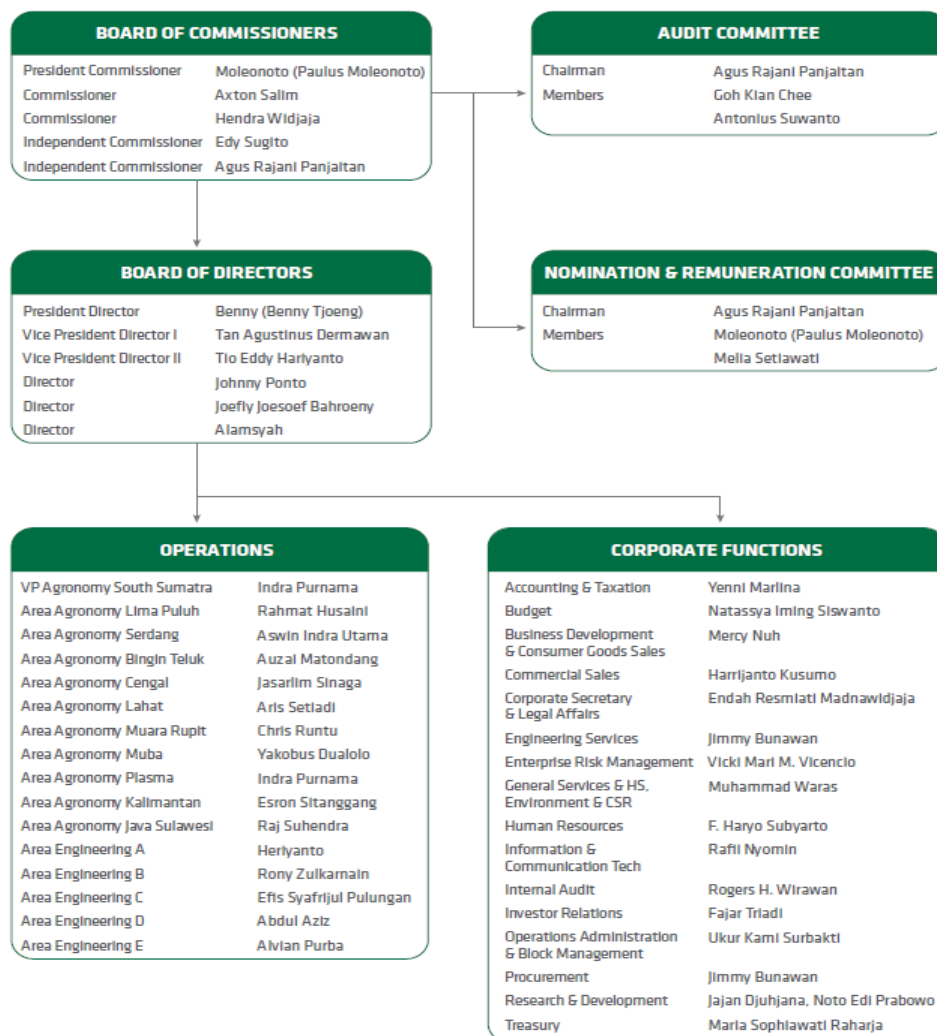 BOARD OF COMMISSIONERS
President Commissioner Moleonoto (Paulus Moleonoto)
Commissioner Axton Salim
Commissioner Hendra Widjaja
Independent Commissioner Edy Sugito
Independent Commissioner Agus Rajani Panjaitan
AUDIT COMMITTEE
Chairman Agus Rajani Panjaitan
Members Goh Kian Chee
Antonius Suwanto
BOARD OF DIRECTORS
President Director Benny (Benny Tjoeng)
Vice President Director I Tan Agustinus Dermawan
Vice President Director II Tio Eddy Hariyanto
Director Johnny Ponto
Director Joefly Joesoef Bahroeny
Director Alamsyah
NOMINATION & REMUNERATION COMMITTEE
Chairman Agus Rajani Panjaitan
Members Moleonoto (Paulus Moleonoto)
Melia Setiawati
OPERATIONS
VP Agronomy South Sumatra Indra Purnama
Area Agronomy Lima Puluh Rahmat Husaini
Area Agronomy Serdang Aswin Indra Utama
Area Agronomy Bingin Teluk Auzai Matondang
Area Agronomy Cengal Jasarlim Sinaga
Area Agronomy Lahat Aris Setiadi
Area Agronomy Muara Rupit Chris Runtu
Area Agronomy Muba Yakobus Dualolo
Area Agronomy Plasma Indra Purnama
Area Agronomy Kalimantan Esron Sitanggang
Area Agronomy Java Sulawesi Raj Suhendra
Area Engineering A Heriyanto
Area Engineering B Rony Zulkarnain
Area Engineering C Efis Syafrijul Pulungan
Area Engineering D Abdul Aziz
Area Engineering E Alvian Purba
CORPORATE FUNCTIONS
Accounting & Taxation Yenni Marlina
Budget Natassya Iming Siswanto
Business Development
& Consumer Goods Sales Mercy Nuh
Commercial Sales Harrijanto Kusumo
Corporate Secretary
& Legal Affairs Endah Resmiati Madnawidjaja
Engineering Services Jimmy Bunawan
Enterprise Risk Management Vicki Mari M. Vicencio
General Services & HS,
Environment & CSR Muhammad Waras
Human Resources F. Haryo Subyarto
Information &
Communication Tech Rafii Nyomin
Internal Audit Rogers H. Wirawan
Investor Relations Fajar Triadi
Operations Administration
& Block Management Ukur Kami Surbakti
Procurement Jimmy Bunawan
Research & Development Jajan Djuhjana, Noto Edi Prabowo
Treasury Maria Sophiawati Raharja